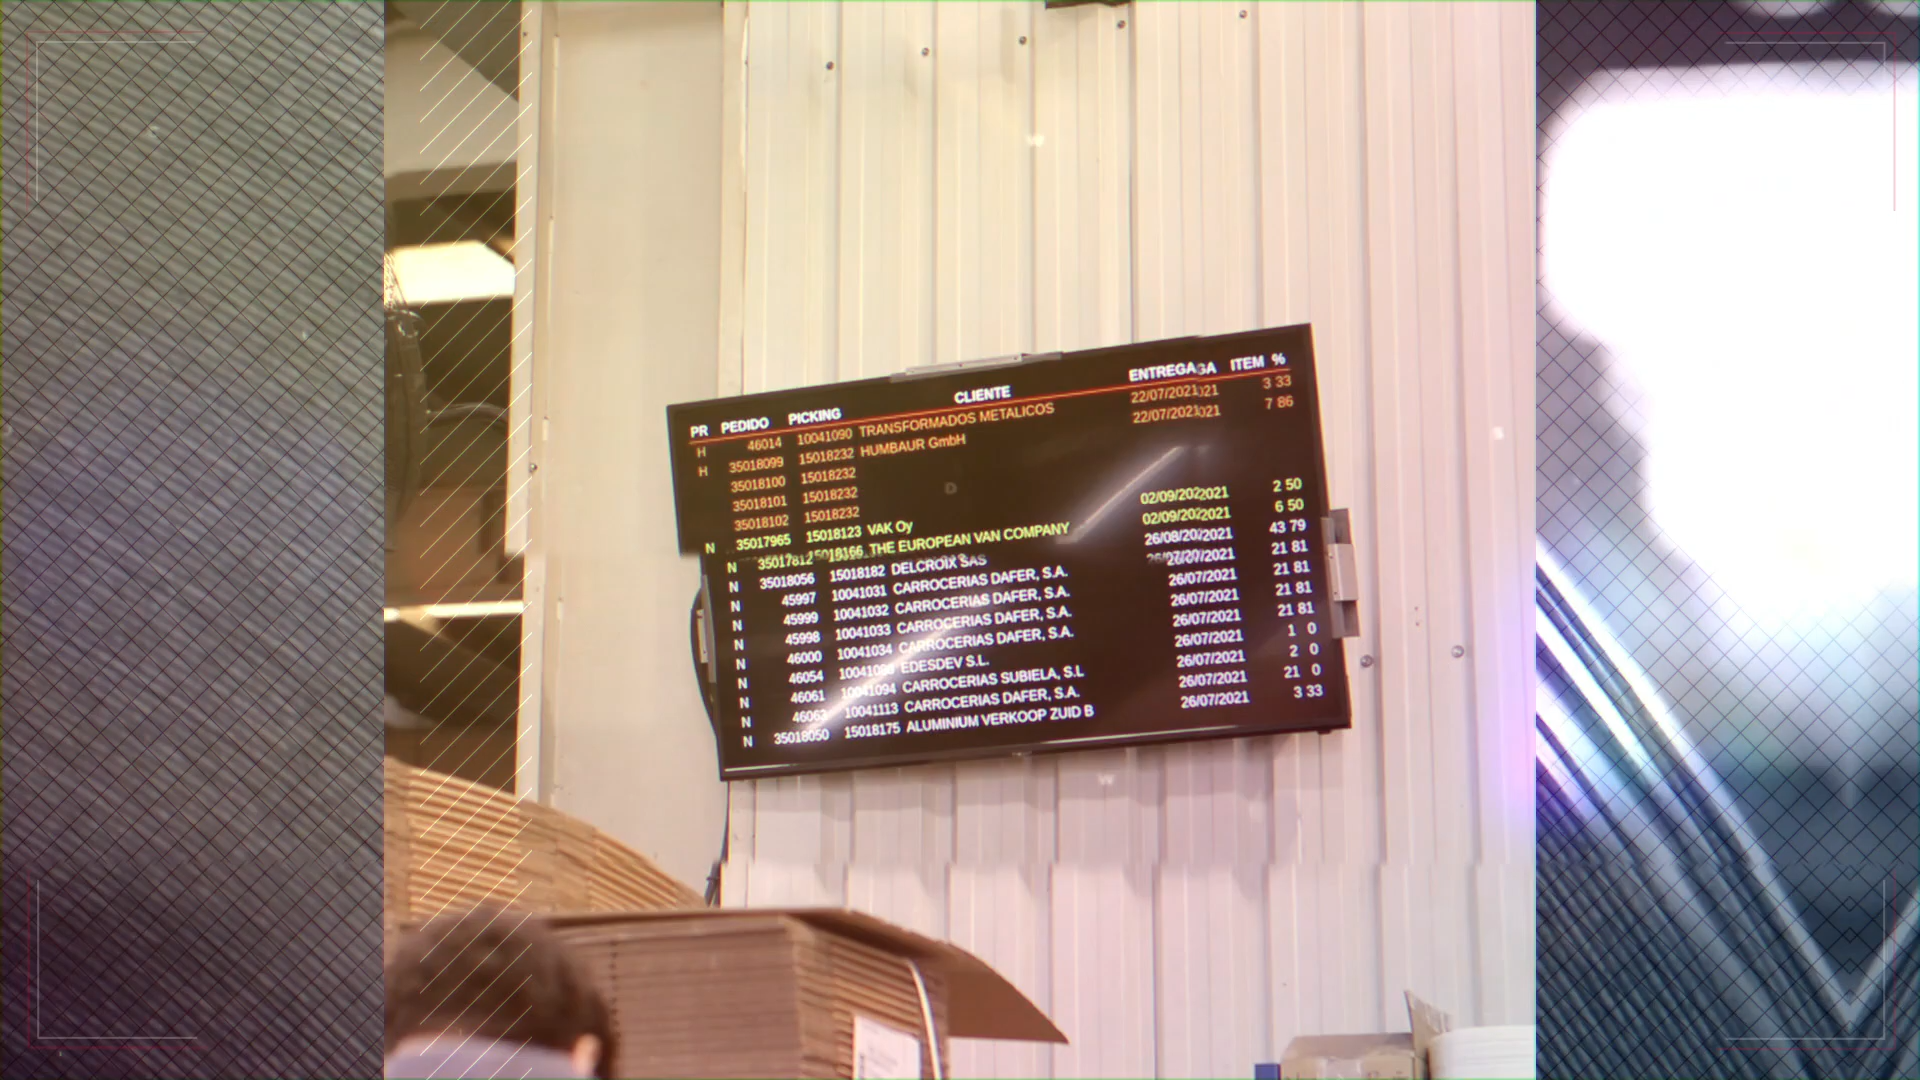 PR PEDIDO PICKING CLIENTE ENTREGA ITEM %
H 46014 10041090 TRANSFORMADOS METALICOS 22/07/2021 3 33
H 35018099 15018232 HUMBAUR GmbH 22/07/2021 7 86
35018100 15018232
35018101 15018232
35018102 15018232
N 35017965 15018123 VAK Oy 02/09/2021 2 50
N 35017812 15018166 THE EUROPEAN VAN COMPANY 02/09/2021 6 50
N 35018056 15018182 DELCROIX SAS 26/08/2021 43 79
N 45997 10041031 CARROCERIAS DAFER, S.A. 26/07/2021 21 81
N 45999 10041032 CARROCERIAS DAFER, S.A. 26/07/2021 21 81
N 45998 10041033 CARROCERIAS DAFER, S.A. 26/07/2021 21 81
N 46000 10041034 CARROCERIAS DAFER, S.A. 26/07/2021 21 81
N 46054 EDESDEV S.L. 26/07/2021 1 0
N 46061 10041094 CARROCERIAS SUBIELA, S.L 26/07/2021 2 0
N 46063 10041113 CARROCERIAS DAFER, S.A. 26/07/2021 21 0
N 35018050 15018175 ALUMINIUM VERKOOP ZUID B 26/07/2021 3 33